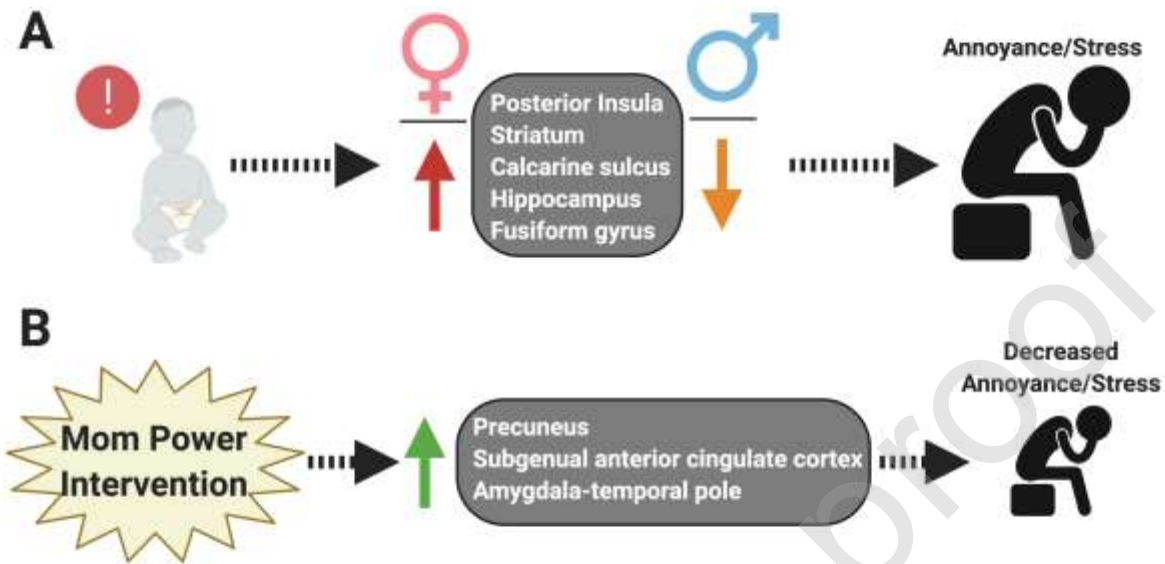 A
!
Posterior Insula
Striatum
Calcarine sulcus
Hippocampus
Fusiform gyrus
Annoyance/Stress
B
Mom Power
Intervention
Precuneus
Subgenual anterior cingulate cortex
Amygdala-temporal pole
Decreased
Annoyance/Stress
proof